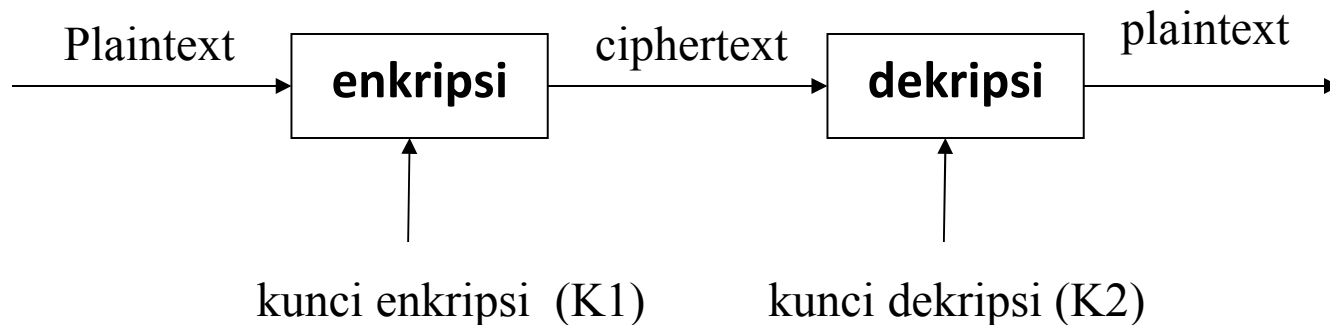 Plaintext
enkripsi
ciphertext
dekripsi
plaintext
kunci enkripsi (K1)
kunci dekripsi (K2)